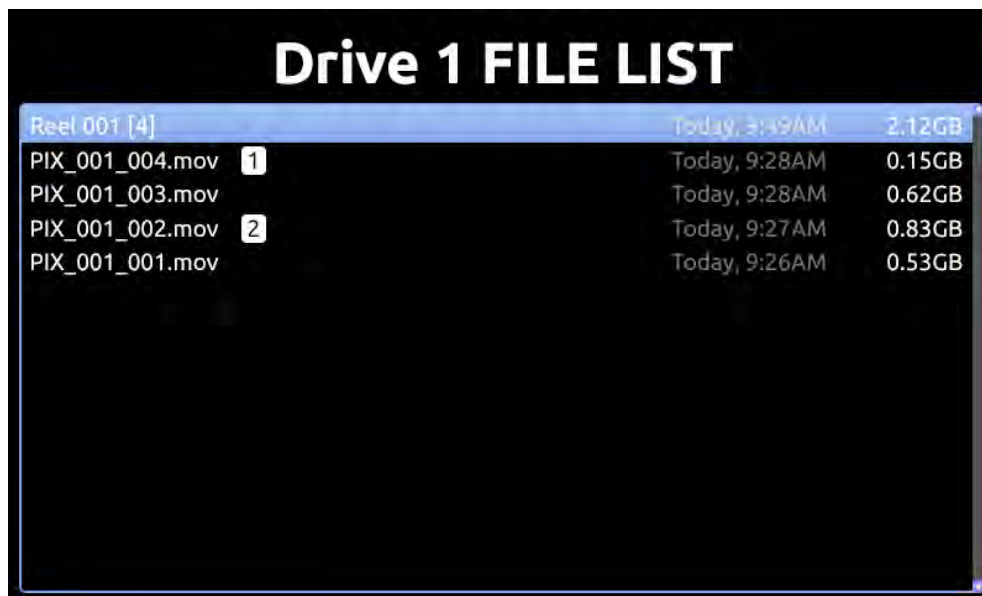 Drive 1 FILE LIST
Reel 001 [4] Today, 9:49AM 2.12GB
PIX_001_004.mov 1 Today, 9:28AM 0.15GB
PIX_001_003.mov Today, 9:28AM 0.62GB
PIX_001_002.mov 2 Today, 9:27AM 0.83GB
PIX_001_001.mov Today, 9:26AM 0.53GB